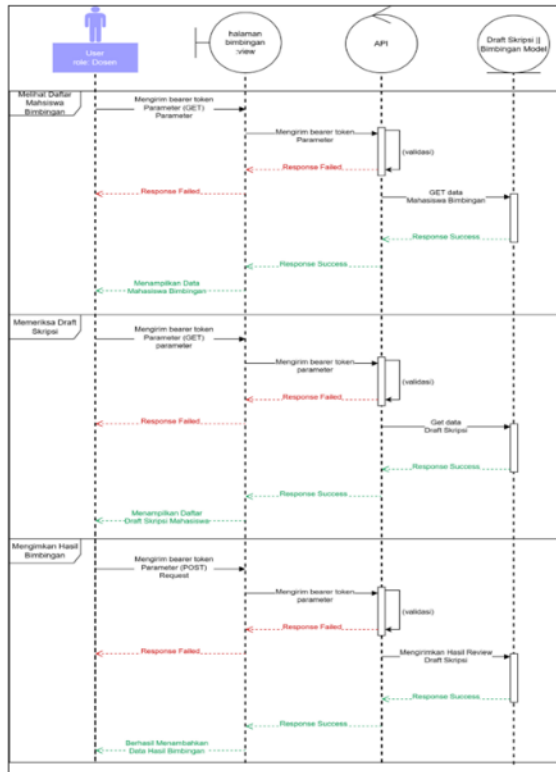 User
role: Dosen
halaman
bimbingan
:view
API
Draft Skripsi ||
Bimbingan Model
Melihat Daftar
Mahsiswa
Bimbingan
Mengirim bearer token
Parameter (GET)
Parameter
Mengirim bearer token
Parameter
(validasi)
Response Failed
Response Failed
GET data
Mahasiswa Bimbingan
Response Success
Response Success
Menampilkan Data
Mahasiswa Bimbingan
Memeriksa Draft
Skripsi
Mengirim bearer token
Parameter (GET)
parameter
Mengirim bearer token
parameter
(validasi)
Response Failed
Response Failed
Get data
Draft Skripsi
Response Success
Response Success
Menampilkan Daftar
Draft Skripsi Mahasiswa
Mengimkan Hasil
Bimbingan
Mengirim bearer token
Parameter (POST)
Request
Mengirim bearer token
parameter
(validasi)
Response Failed
Response Failed
Mengirimkan Hasil Review
Draft Skripsi
Response Success
Response Success
Berhasil Menambahkan
Data Hasil Bimbingan